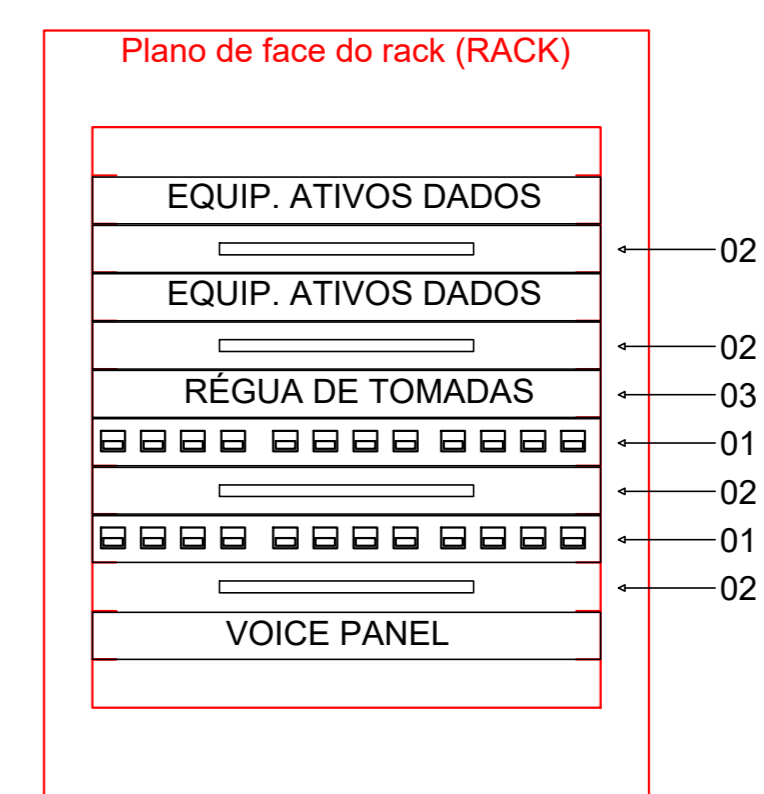 Plano de face do rack (RACK)
EQUIP. ATIVOS DADOS
02
EQUIP. ATIVOS DADOS
02
RÉGUA DE TOMADAS 03
01
02
01
02
VOICE PANEL